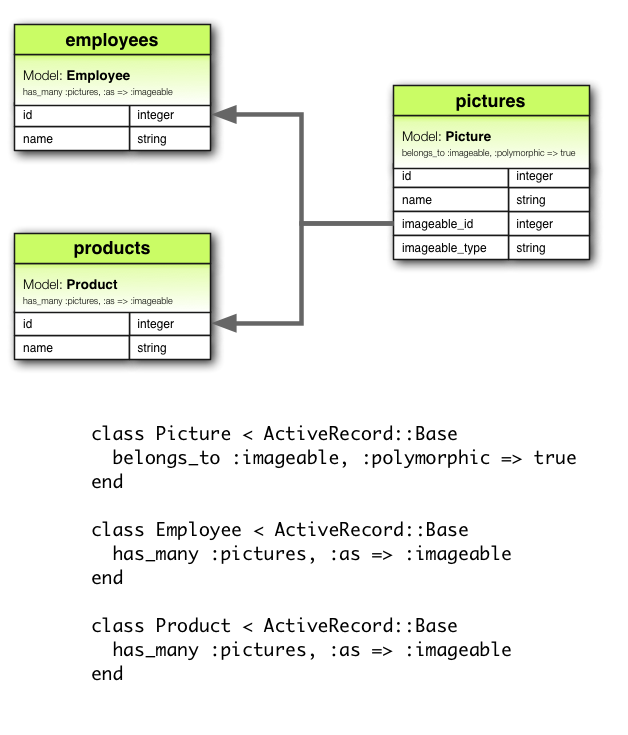 employees
Model: Employee
has_many :pictures, :as => :imageable
id integer
name string
pictures
Model: Picture
belongs_to :imageable, :polymorphic => true
id integer
name string
imageable_id integer
imageable_type string
products
Model: Product
has_many :pictures, :as => :imageable
id integer
name string
class Picture < ActiveRecord::Base
  belongs_to :imageable, :polymorphic => true
end
class Employee < ActiveRecord::Base
  has_many :pictures, :as => :imageable
end
class Product < ActiveRecord::Base
  has_many :pictures, :as => :imageable
end